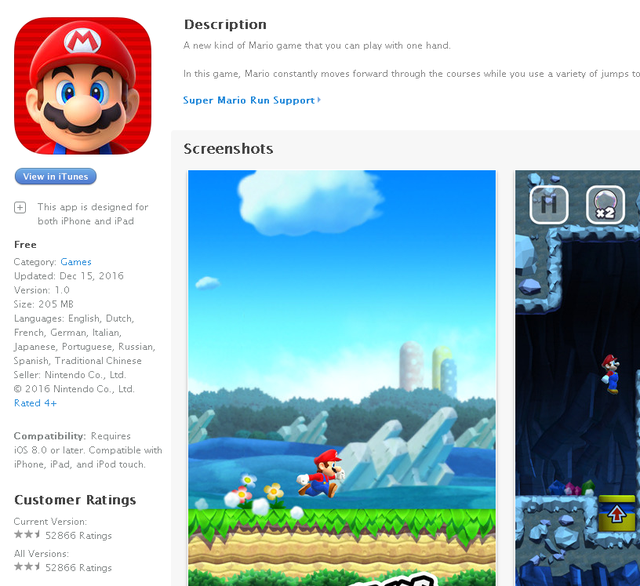 Description
A new kind of Mario game that you can play with one hand.
In this game, Mario constantly moves forward through the courses while you use a variety of jumps to
Super Mario Run Support
View in iTunes
This app is designed for
both iPhone and iPad
Free
Category: Games
Updated: Dec 15, 2016
Version: 1.0
Size: 205 MB
Languages: English, Dutch,
French, German, Italian,
Japanese, Portuguese, Russian,
Spanish, Traditional Chinese
Seller: Nintendo Co., Ltd.
© 2016 Nintendo Co., Ltd.
Rated 4+
Compatibility: Requires
iOS 8.0 or later. Compatible with
iPhone, iPad, and iPod touch.
Customer Ratings
Current Version:
52866 Ratings
All Versions:
52866 Ratings
Screenshots
M
x2